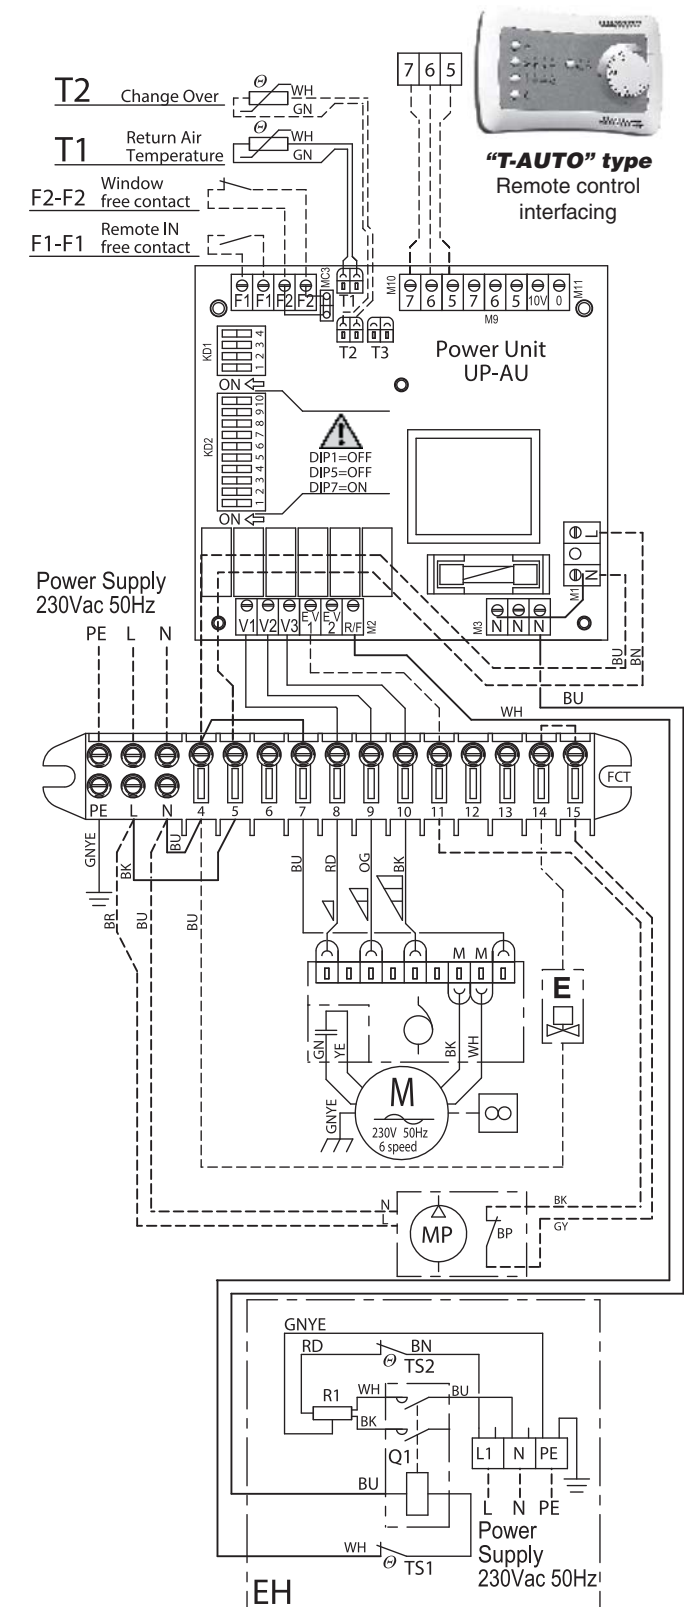 7 6 5
T2 Change Over
Θ WH
GN
T1 Return Air
Temperature
Θ WH
GN
F2-F2 Window
free contact
F1-F1 Remote IN
free contact
"T-AUTO" type
Remote control
interfacing
F1 F1 F2 F2
MC3
T1
M10
7 6 5 7 6 5 10V 0
M11
M9
T2 T3
KD1
1 2 3 4
ON
KD2
1 2 3 4 5 6 7 8 9 10
ON
Power Unit
UP-AU
DIP1=OFF
DIP5=OFF
DIP7=ON
L
N
M1
V1 V2 V3 EV1 EV2 R/F
M2
M3
N N N
Power Supply
230Vac 50Hz
PE L N
BU
BN
BU
WH
FCT
PE L N 4 5 6 7 8 9 10 11 12 13 14 15
GNYE
BK
BU
BR
BU
BU
BU
RD
OG
BK
M M
E
GN
YE
BK
WH
GNYE
M
230V 50Hz
6 speed
N
L
MP
BP
BK
GY
GNYE
RD
BN
Θ TS2
R1
WH
BK
BU
Q1
BU
L1 N PE
L N PE
Power
Supply
230Vac 50Hz
WH
Θ TS1
EH